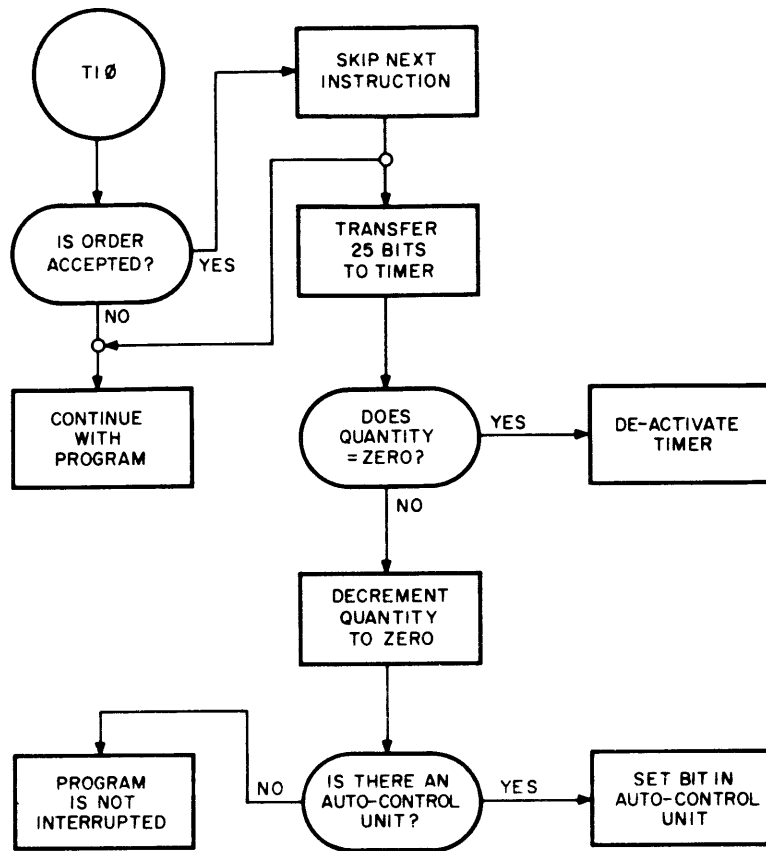 TIØ
SKIP NEXT
INSTRUCTION
IS ORDER
ACCEPTED?
YES
NO
TRANSFER
25 BITS
TO TIMER
CONTINUE
WITH
PROGRAM
DOES
QUANTITY
=ZERO?
YES
NO
DE-ACTIVATE
TIMER
DECREMENT
QUANTITY
TO ZERO
PROGRAM
IS NOT
INTERRUPTED
NO
IS THERE AN
AUTO-CONTROL
UNIT?
YES
SET BIT IN
AUTO-CONTROL
UNIT